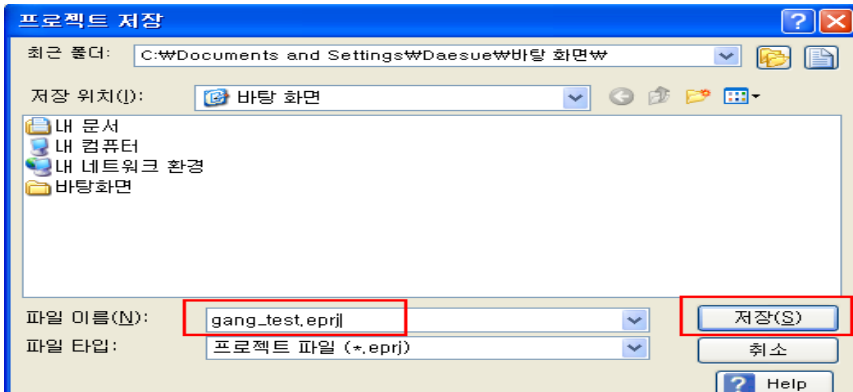 프로젝트 저장
최근 폴더: C:₩Documents and Settings₩Daesue₩바탕 화면₩
저장 위치(I): 바탕 화면
내 문서
내 컴퓨터
내 네트워크 환경
바탕화면
파일 이름(N): gang_test.eprj 저장(S)
파일 타입: 프로젝트 파일 (*.eprj) 취소
? Help